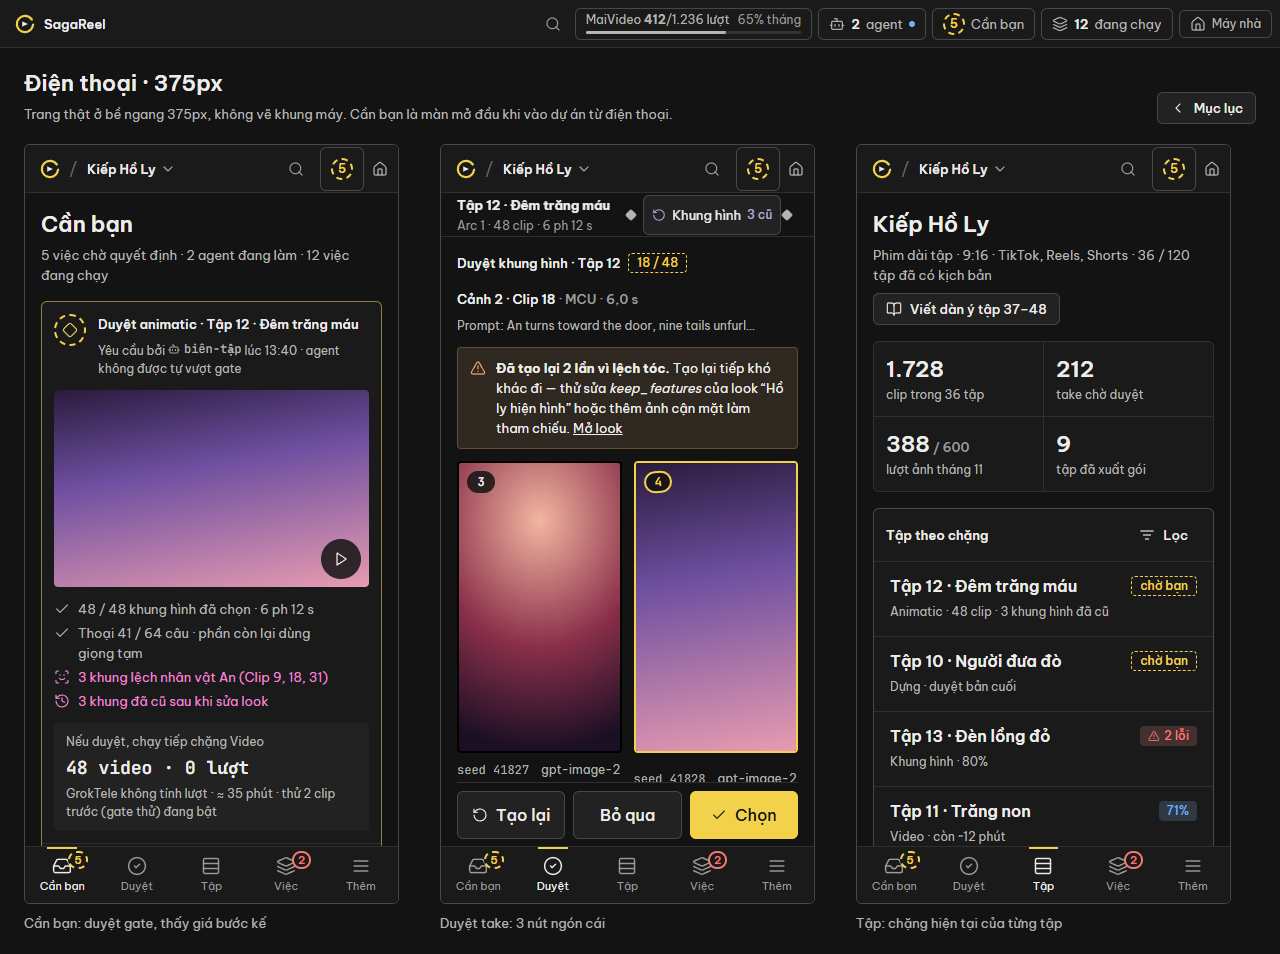 SagaReel
MaiVideo 412/1.236 lượt 65% tháng
2 agent
5 Cần bạn
12 đang chạy
Máy nhà
Điện thoại · 375px
Trang thật ở bề ngang 375px, không vẽ khung máy. Cần bạn là màn mở đầu khi vào dự án từ điện thoại.
Mục lục
/ Kiếp Hồ Ly
5
Cần bạn
5 việc chờ quyết định · 2 agent đang làm · 12 việc
đang chạy
Duyệt animatic · Tập 12 · Đêm trăng máu
Yêu cầu bởi biên-tập lúc 13:40 · agent
không được tự vượt gate
48 / 48 khung hình đã chọn · 6 ph 12 s
Thoại 41 / 64 câu · phần còn lại dùng
giọng tạm
3 khung lệch nhân vật An (Clip 9, 18, 31)
3 khung đã cũ sau khi sửa look
Nếu duyệt, chạy tiếp chặng Video
48 video · 0 lượt
GrokTele không tính lượt · ≈ 35 phút · thử 2 clip
trước (gate thử) đang bật
5
2
Cần bạn
Duyệt
Tập
Việc
Thêm
Cần bạn: duyệt gate, thấy giá bước kế
/ Kiếp Hồ Ly
5
Tập 12 · Đêm trăng máu
Arc 1 · 48 clip · 6 ph 12 s
Khung hình 3 cũ
Duyệt khung hình · Tập 12 18 / 48
Cảnh 2 · Clip 18 · MCU · 6,0 s
Prompt: An turns toward the door, nine tails unfurl...
Đã tạo lại 2 lần vì lệch tóc. Tạo lại tiếp khó
khác đi — thử sửa keep_features của look “Hồ
ly hiện hình” hoặc thêm ảnh cận mặt làm
tham chiếu. Mở look
3
4
seed 41827 gpt-image-2
seed 41828 gpt-image-2
Tạo lại
Bỏ qua
Chọn
5
2
Cần bạn
Duyệt
Tập
Việc
Thêm
Duyệt take: 3 nút ngón cái
/ Kiếp Hồ Ly
5
Kiếp Hồ Ly
Phim dài tập · 9:16 · TikTok, Reels, Shorts · 36 / 120
tập đã có kịch bản
Viết dàn ý tập 37–48
1.728
clip trong 36 tập
212
take chờ duyệt
388 / 600
lượt ảnh tháng 11
9
tập đã xuất gói
Tập theo chặng
Lọc
Tập 12 · Đêm trăng máu
chờ bạn
Animatic · 48 clip · 3 khung hình đã cũ
Tập 10 · Người đưa đò
chờ bạn
Dựng · duyệt bản cuối
Tập 13 · Đèn lồng đỏ
2 lỗi
Khung hình · 80%
Tập 11 · Trăng non
71%
Video · còn ~12 phút
5
2
Cần bạn
Duyệt
Tập
Việc
Thêm
Tập: chặng hiện tại của từng tập